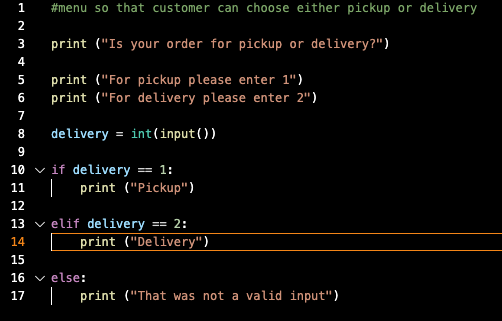 1 #menu so that customer can choose either pickup or delivery
2
3 print ("Is your order for pickup or delivery?")
4
5 print ("For pickup please enter 1")
6 print ("For delivery please enter 2")
7
8 delivery = int(input())
9
10 if delivery == 1:
11     print ("Pickup")
12
13 elif delivery == 2:
14     print ("Delivery")
15
16 else:
17     print ("That was not a valid input")